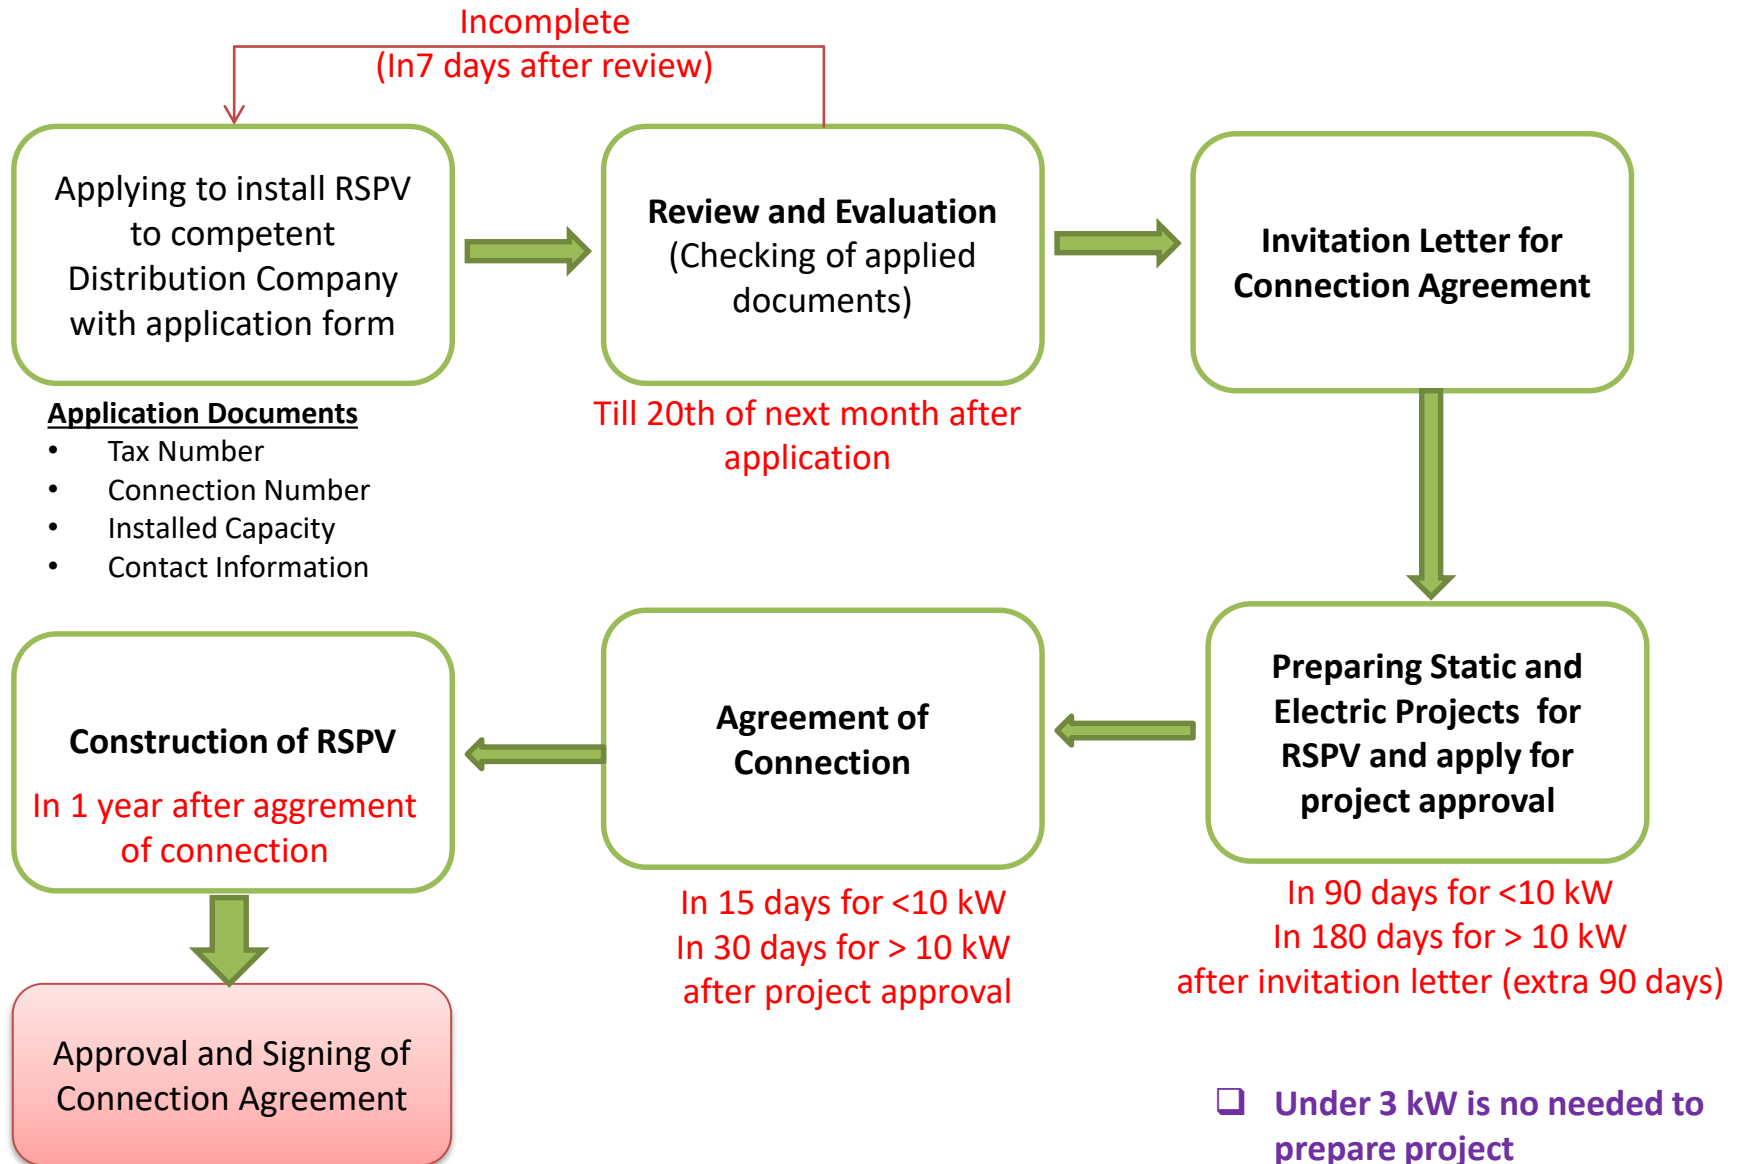 Incomplete
(In7 days after review)
Applying to install RSPV
to competent
Distribution Company
with application form
Review and Evaluation
(Checking of applied
documents)
Invitation Letter for
Connection Agreement
Application Documents
• Tax Number
• Connection Number
• Installed Capacity
• Contact Information
Till 20th of next month after
application
Construction of RSPV
In 1 year after aggrement
of connection
Agreement of
Connection
Preparing Static and
Electric Projects for
RSPV and apply for
project approval
In 15 days for <10 kW
In 30 days for > 10 kW
after project approval
In 90 days for <10 kW
In 180 days for > 10 kW
after invitation letter (extra 90 days)
Approval and Signing of
Connection Agreement
❑ Under 3 kW is no needed to
prepare project